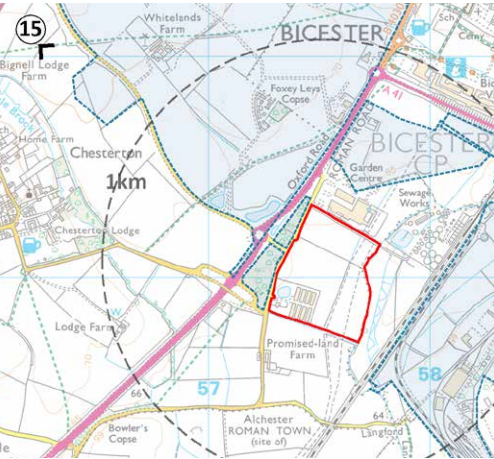 15
Whitelands
Farm
BICESTER
Sch
Bignell Lodge
Farm
Foxey Leys
Copse
A 41
Home Farm
Chesterton
Oxford Road
ROMAN ROAD
BICESTER
CP
1km
Garden
Centre
Sewage
Works
Chesterton Lodge
Lodge Farm
W
Promised-land
Farm
57
58
66
Bowler's
Copse
Alchester
ROMAN TOWN
(site of)
64
Langford